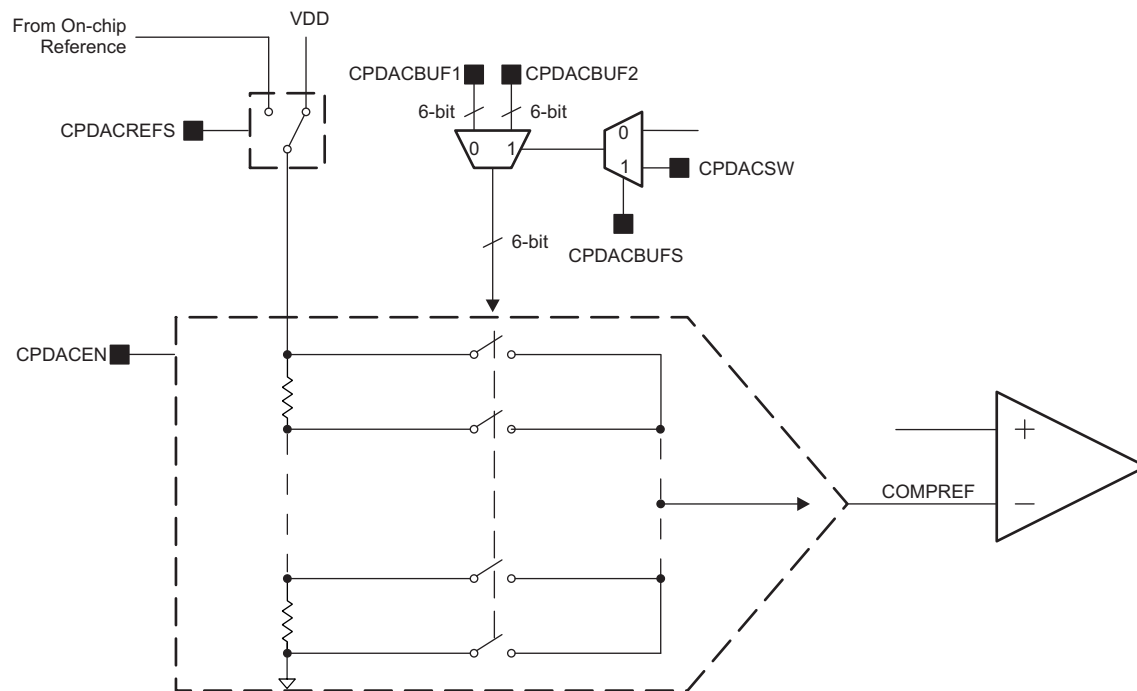 From On-chip
Reference
VDD
CPDACBUF1
CPDACBUF2
6-bit
6-bit
CPDACREFS
0
1
0
1
CPDACSW
6-bit
CPDACBUFS
CPDACEN
COMPREF
+
−